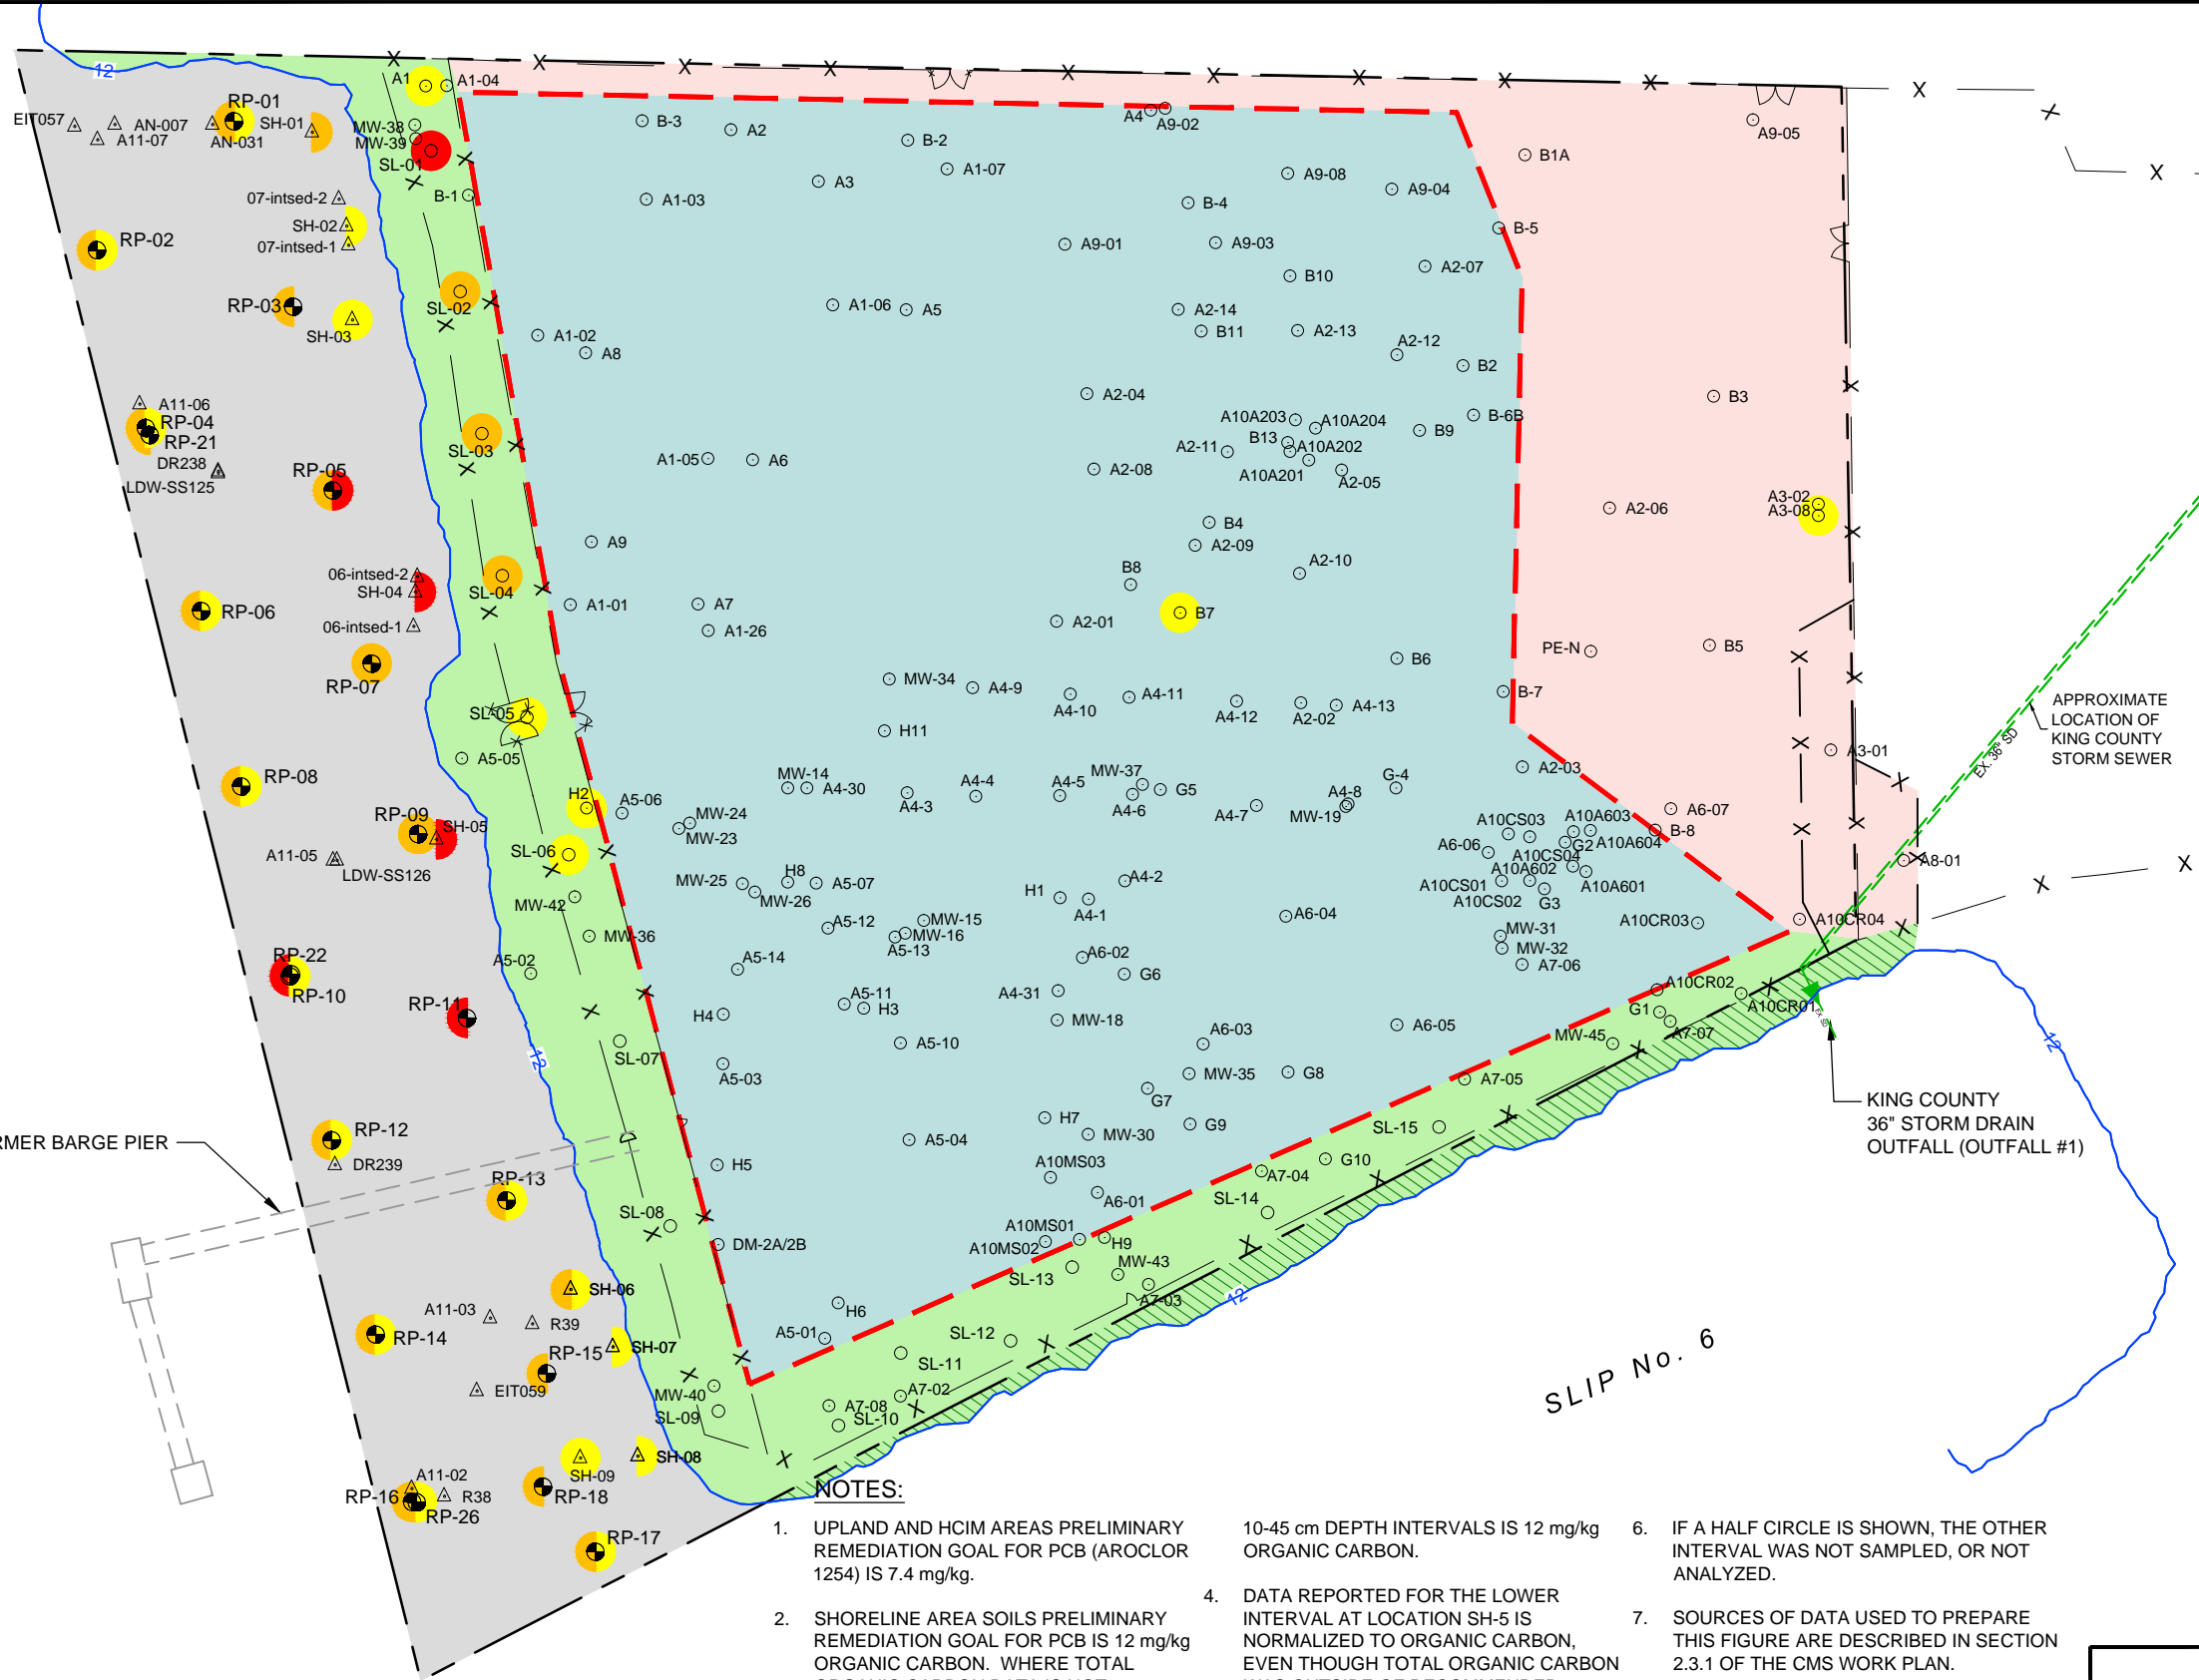 12
A1
A1-04
RP-01
EIT057
AN-007
SH-01
A11-07
AN-031
MW-38
MW-39
SL-01
B-1
07-intsed-2
SH-02
07-intsed-1
RP-02
RP-03
SH-03
SL-02
B-3
A2
B-2
A1-07
A3
A1-03
A4
A9-02
A9-08
A9-04
B-4
A9-01
A9-03
B10
A2-07
B1A
A9-05
B-5
A1-02
A8
A1-06
A5
A2-14
B11
A2-13
A2-12
B2
A2-04
B3
A11-06
RP-04
RP-21
DR238
LDW-SS125
RP-05
SL-03
A1-05
A6
A10A203
A10A204
B13
A10A202
A2-11
A10A201
A2-05
B9
B-6B
A2-08
A2-06
A3-02
A3-08
A9
B4
A2-09
B8
A2-10
B7
06-intsed-2
SH-04
06-intsed-1
SL-04
A1-01
A7
A1-26
A2-01
RP-06
RP-07
B6
PE-N
B5
B-7
MW-34
A4-9
A4-10
A4-11
A4-12
A2-02
A4-13
SL-05
A5-05
H11
APPROXIMATE
LOCATION OF
KING COUNTY
STORM SEWER
EX. 36" SD
A3-01
A2-03
RP-08
H2
A5-06
MW-24
MW-23
MW-14
A4-30
A4-3
A4-4
A4-5
MW-37
A4-6
G5
A4-7
A4-8
MW-19
G-4
A6-07
B-8
A10A603
A10CS03
G2
A10A604
A6-06
A10CS04
A10A602
A10A601
A10CS01
A10CS02
G3
A8-01
RP-09
SH-05
A11-05
LDW-SS126
SL-06
MW-42
MW-36
A5-02
MW-25
MW-26
H8
A5-07
A5-12
MW-15
MW-16
A5-13
A5-14
H1
A4-1
A4-2
A6-04
A6-02
G6
MW-31
MW-32
A7-06
A10CR03
A10CR04
A10CR02
A10CR01
G1
A7-07
MW-45
RP-22
RP-10
RP-11
12
SL-07
H4
A5-11
H3
A5-10
A5-03
A4-31
MW-18
A6-03
A6-05
MW-35
G8
G7
G9
A7-05
KING COUNTY
36" STORM DRAIN
OUTFALL (OUTFALL #1)
12
RMER BARGE PIER
RP-12
DR239
RP-13
SL-08
H5
DM-2A/2B
A5-04
H7
MW-30
A10MS03
A6-01
A10MS01
A10MS02
H9
SL-13
MW-43
A7-03
A7-04
G10
SL-14
SL-15
12
SH-06
A11-03
R39
RP-14
RP-15
SH-07
EIT059
MW-40
SL-09
H6
A5-01
SL-12
SL-11
A7-02
A7-08
SL-10
SH-09
SH-08
A11-02
R38
RP-16
RP-26
RP-18
RP-17
SLIP No. 6
NOTES:
1. UPLAND AND HCIM AREAS PRELIMINARY
REMEDIATION GOAL FOR PCB (AROCLOR
1254) IS 7.4 mg/kg.
2. SHORELINE AREA SOILS PRELIMINARY
REMEDIATION GOAL FOR PCB IS 12 mg/kg
ORGANIC CARBON. WHERE TOTAL
10-45 cm DEPTH INTERVALS IS 12 mg/kg
ORGANIC CARBON.
4. DATA REPORTED FOR THE LOWER
INTERVAL AT LOCATION SH-5 IS
NORMALIZED TO ORGANIC CARBON,
EVEN THOUGH TOTAL ORGANIC CARBON
6. IF A HALF CIRCLE IS SHOWN, THE OTHER
INTERVAL WAS NOT SAMPLED, OR NOT
ANALYZED.
7. SOURCES OF DATA USED TO PREPARE
THIS FIGURE ARE DESCRIBED IN SECTION
2.3.1 OF THE CMS WORK PLAN.